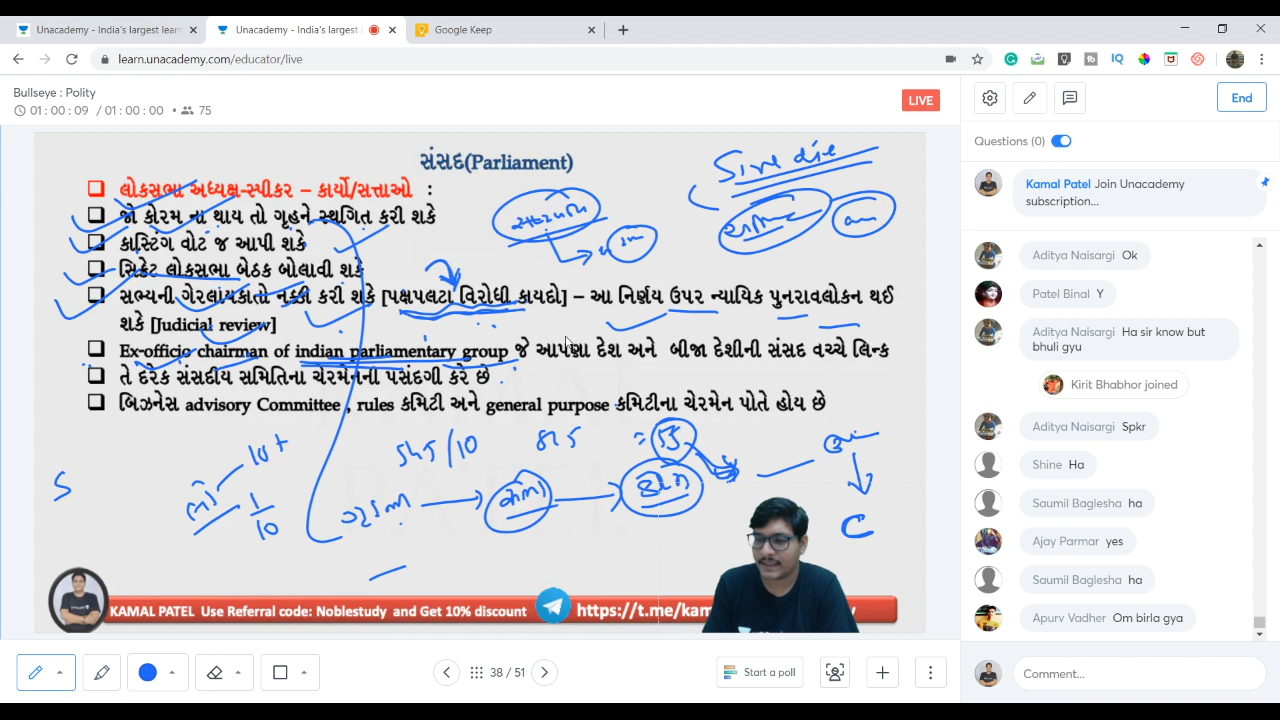 Unacademy - India's largest learn
Unacademy - India's largest l
Google Keep
learn.unacademy.com/educator/live
Bullseye : Polity
01:00:09 / 01:00:00 • 75
LIVE
End
Questions (0)
Kamal Patel Join Unacademy
subscription...
સંસદ(Parliament)
Sine die
લોકસભા અધ્યક્ષ-સ્પીકર – કાર્યો/સત્તાઓ :
જો કોરમ ના થાય તો ગૃહને સ્થગિત કરી શકે
કાસ્ટિંગ વોટ જ આપી શકે
સિક્રેટ લોકસભા બેઠક બોલાવી શકે
સભ્યની ગેરલાયકાતો નક્કી કરી શકે [પક્ષપલટા વિરોધી કાયદો] – આ નિર્ણય ઉપર ન્યાયિક પુનરાવલોકન થઈ
શકે [Judicial review]
Ex-officio chairman of indian parliamentary group જે આપણા દેશ અને બીજા દેશીની સંસદ વચ્ચે લિન્ક
તે દરેક સંસદીય સમિતિના ચેરમેનની પસંદગી કરે છે
બિઝનેસ advisory Committee , rules કમિટી અને general purpose કમિટીના ચેરમેન પોતે હોય છે
10+
545/10
= 55
S
1/10
C
KAMAL PATEL Use Referral code: Noblestudy and Get 10% discount
https://t.me/kam
Aditya Naisargi Ok
Patel Binal Y
Aditya Naisargi Ha sir know but
bhuli gyu
Kirit Bhabhor joined
Aditya Naisargi Spkr
Shine Ha
Saumil Baglesha ha
Ajay Parmar yes
Saumil Baglesha ha
Apurv Vadher Om birla gya
38 / 51
Start a poll
Comment...